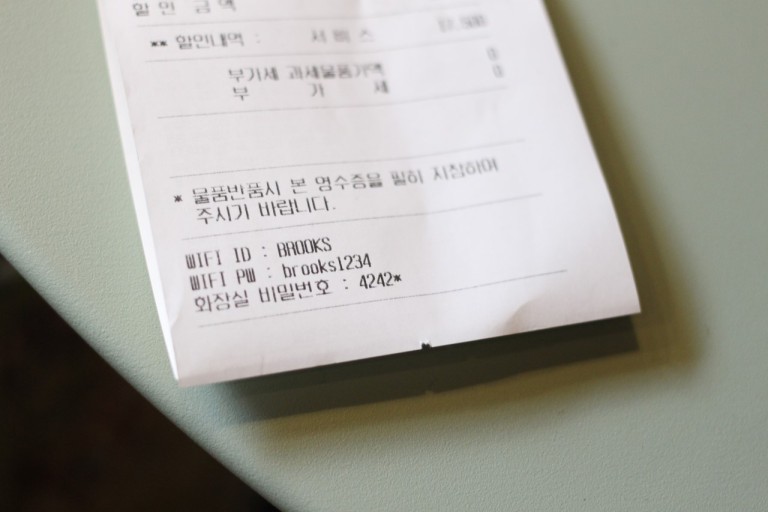 할인 금액
** 할인내역 : 서비스
부가세 과세물품가액 0
부 가 세 0
* 물품반품시 본 영수증을 필히 지참하여
주시기 바랍니다.
WIFI ID : BROOKS
WIFI PW : brooks1234
화장실 비밀번호 : 4242*